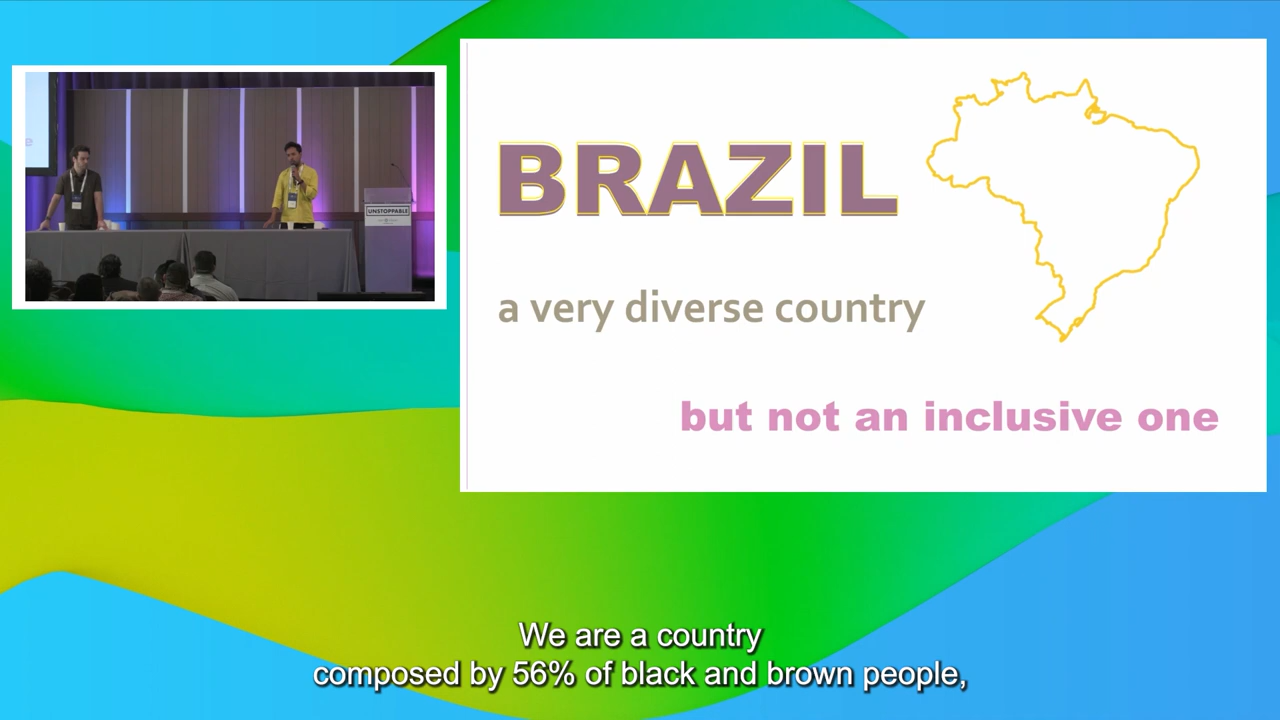 BRAZIL
a very diverse country
but not an inclusive one
UNSTOPPABLE
We are a country
composed by 56% of black and brown people,